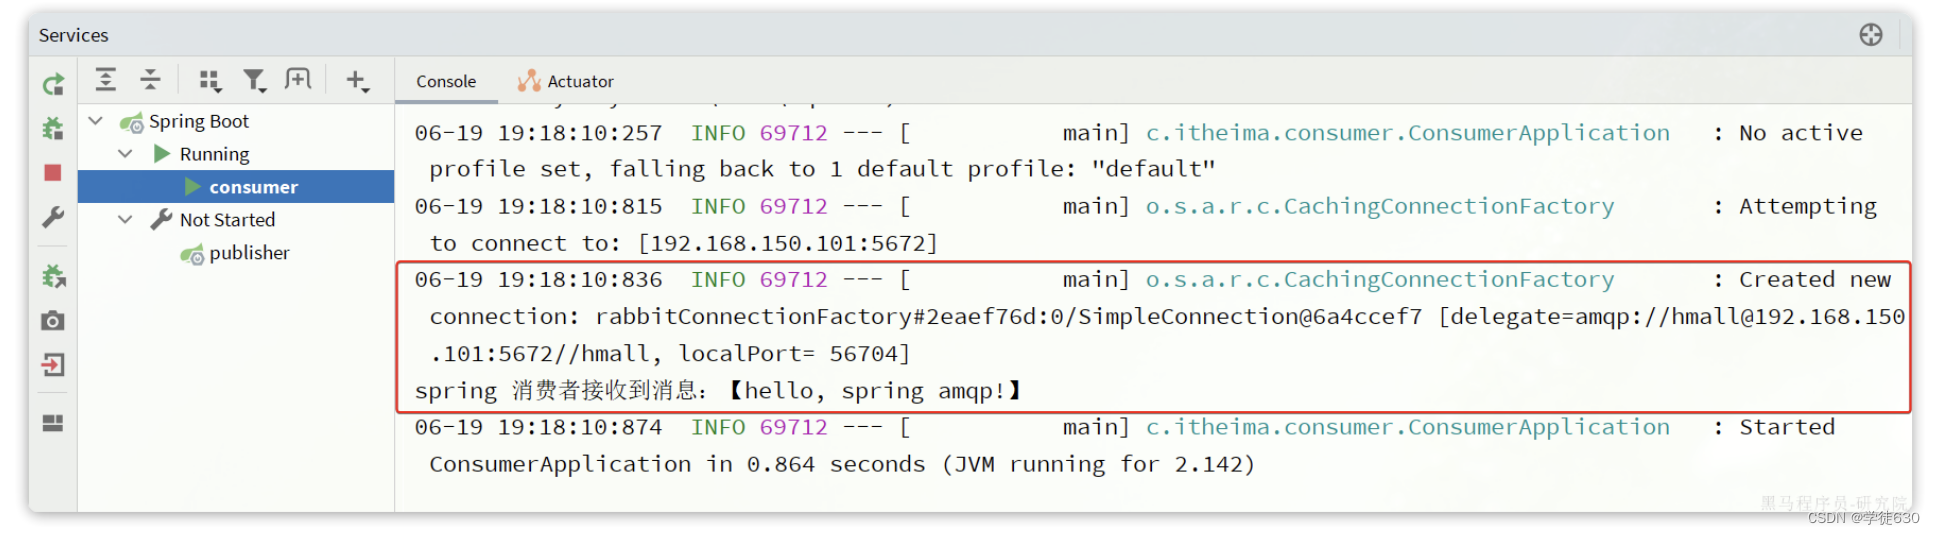 Services
Console
Actuator
Spring Boot
Running
consumer
Not Started
publisher
06-19 19:18:10:257  INFO 69712 --- [           main] c.itheima.consumer.ConsumerApplication   : No active
profile set, falling back to 1 default profile: "default"
06-19 19:18:10:815  INFO 69712 --- [           main] o.s.a.r.c.CachingConnectionFactory       : Attempting
to connect to: [192.168.150.101:5672]
06-19 19:18:10:836  INFO 69712 --- [           main] o.s.a.r.c.CachingConnectionFactory       : Created new
connection: rabbitConnectionFactory#2eaef76d:0/SimpleConnection@6a4ccef7 [delegate=amqp://hmall@192.168.150
.101:5672//hmall, localPort= 56704]
spring 消费者接收到消息：【hello, spring amqp!】
06-19 19:18:10:874  INFO 69712 --- [           main] c.itheima.consumer.ConsumerApplication   : Started
ConsumerApplication in 0.864 seconds (JVM running for 2.142)
黑马程序员-研究院
CSDN @学徒630